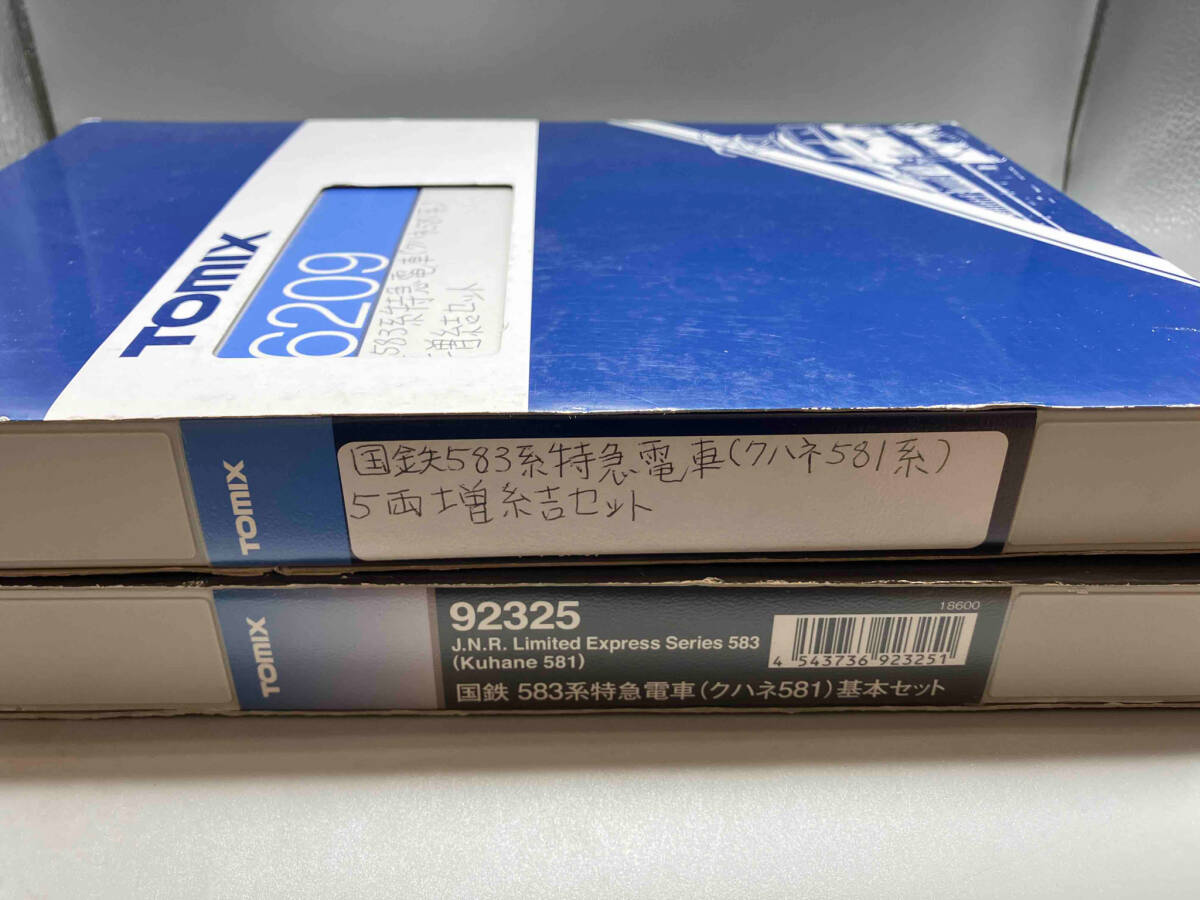 TOMIX
6209
583系特急電車(クハネ
増結セット
TOMIX
国鉄583系特急電車(クハネ581系)
5両増結セット
TOMIX
92325
J.N.R. Limited Express Series 583
(Kuhane 581)
国鉄 583系特急電車(クハネ581)基本セット
18600
4 543736 923251